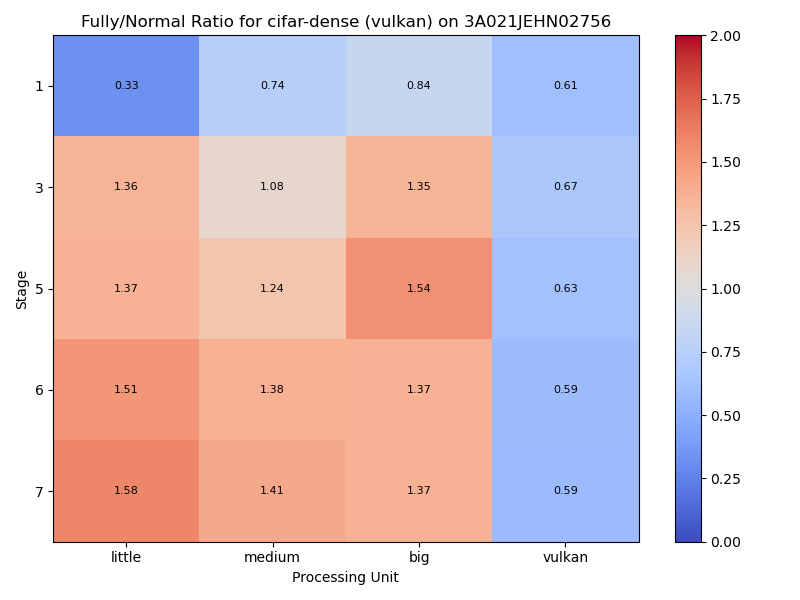 Fully/Normal Ratio for cifar-dense (vulkan) on 3A021JEHN02756
2.00
1 0.33 0.74 0.84 0.61
1.75
3 1.36 1.08 1.35 0.67
1.50
1.25
Stage
5 1.37 1.24 1.54 0.63
1.00
0.75
6 1.51 1.38 1.37 0.59
0.50
7 1.58 1.41 1.37 0.59
0.25
0.00
little medium big vulkan
Processing Unit